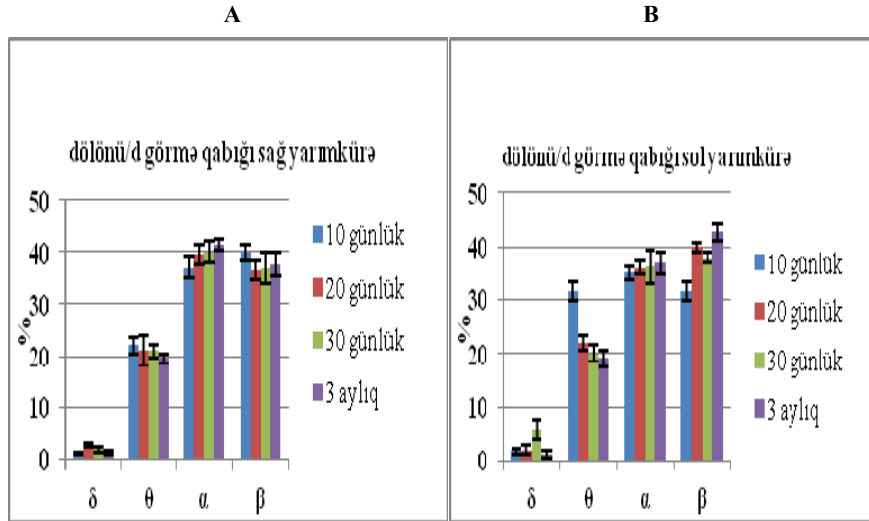 A
B
dölönü/d görmə qabığı sağ yarımkürə
50
40
30
20
10
0
%
δ
θ
α
β
10 günlük
20 günlük
30 günlük
3 aylıq
dölönü/d görmə qabığı sol yarımkürə
50
40
30
20
10
0
%
δ
θ
α
β
10 günlük
20 günlük
30 günlük
3 aylıq